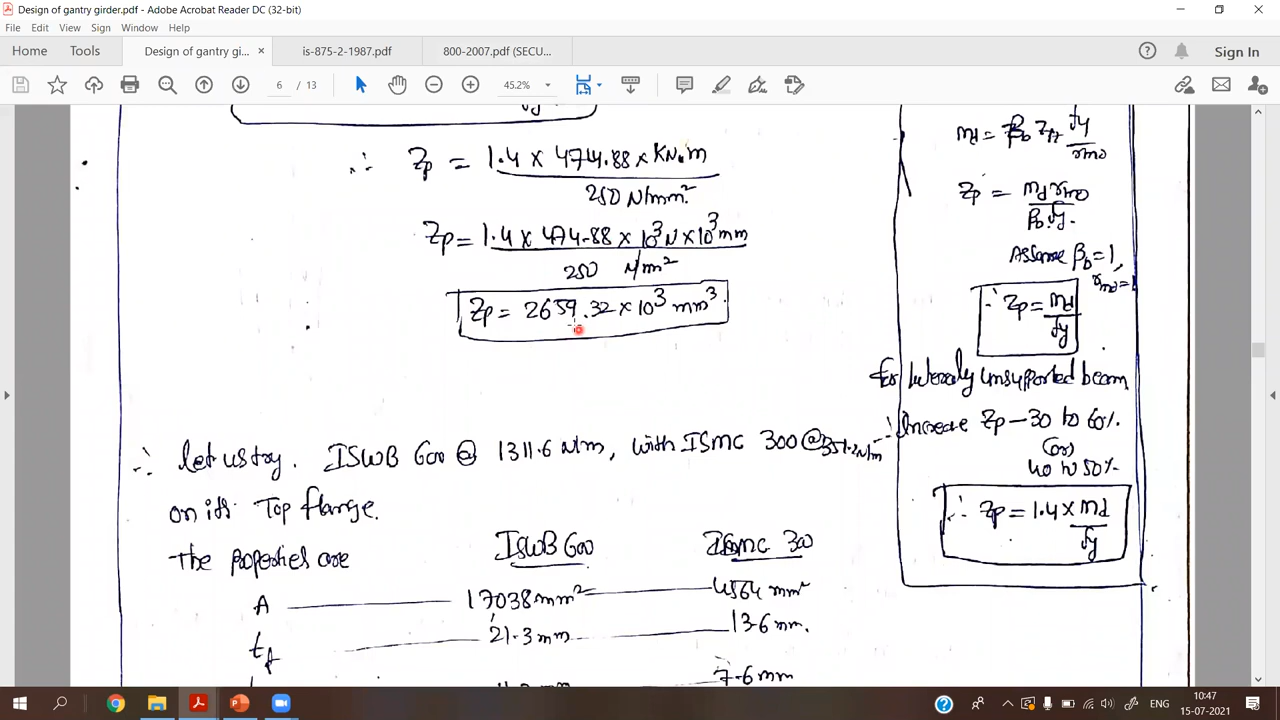 Design of gantry girder.pdf - Adobe Acrobat Reader DC (32-bit)
File Edit View Sign Window Help
Home Tools Design of gantry gi... × is-875-2-1987.pdf 800-2007.pdf (SECU... Sign In
6 / 13 45.2%
∴ Zp = 1.4 × 474.88 × KN.m
250 N/mm²
Zp = 1.4 × 474.88 × 10³ N × 10³ mm
250 N/mm²
Zp = 2659.32 × 10³ mm³
∴ let us try. ISWB 600 @ 1311.6 N/m, with ISMC 300 @ 351.2 N/m
on its Top flange.
The properties are
ISWB 600 ISMC 300
A 17038 mm² 4564 mm²
tf 21.3 mm 13.6 mm.
7.6 mm
Md = βb Zp fy
γmo
Zp = Md γmo
βb. fy.
Assume βb = 1,
γmo = 1
∴ Zp = Md
fy
for laterally unsupported beam
∴ Increase Zp – 30 to 60%.
(or)
40 to 50%
∴ Zp = 1.4 × Md
fy
ENG 10:47
15-07-2021